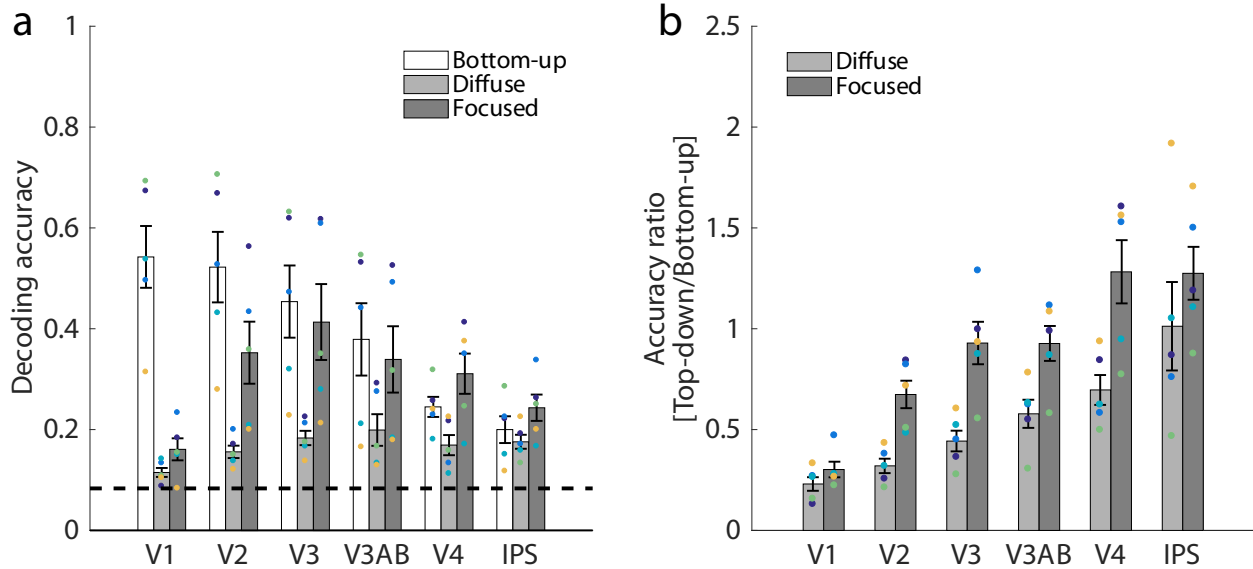 a
1
0.8
0.6
0.4
0.2
0
Decoding accuracy
Bottom-up
Diffuse
Focused
V1 V2 V3 V3AB V4 IPS
b
2.5
2
1.5
1
0.5
0
Accuracy ratio
[Top-down/Bottom-up]
Diffuse
Focused
V1 V2 V3 V3AB V4 IPS